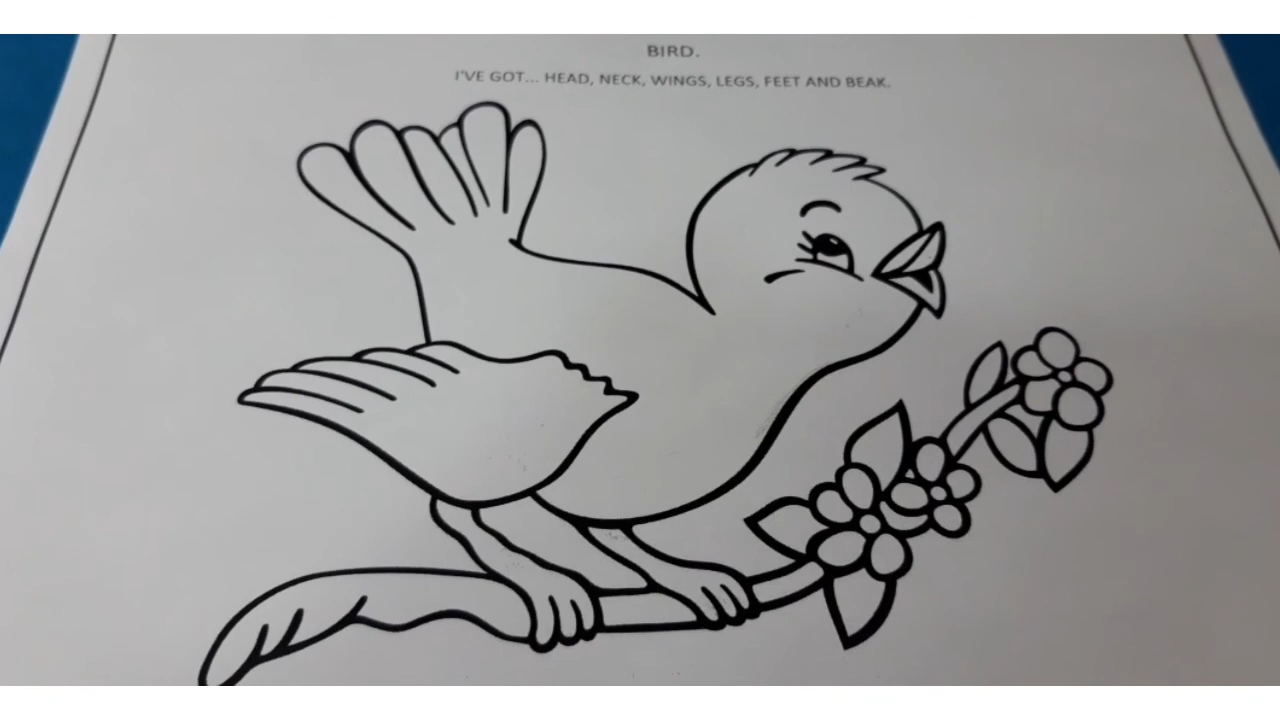 BIRD.
I'VE GOT... HEAD, NECK, WINGS, LEGS, FEET AND BEAK.